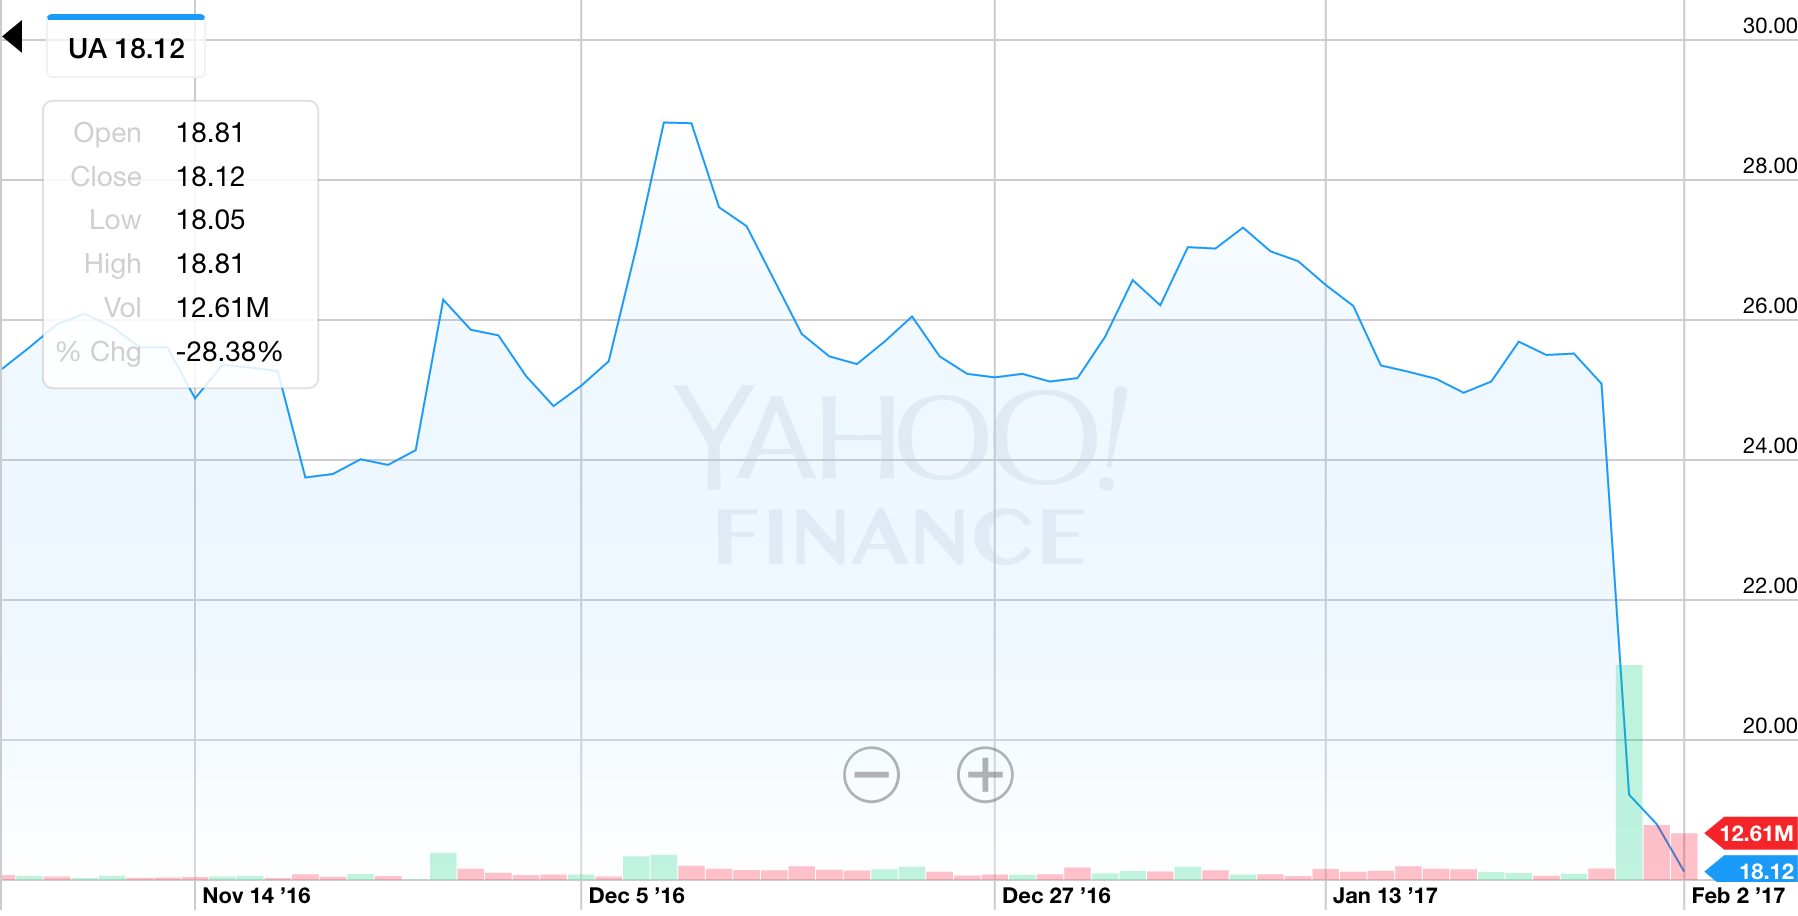 UA 18.12
Open 18.81
Close 18.12
Low 18.05
High 18.81
Vol 12.61M
% Chg -28.38%
30.00
28.00
26.00
24.00
22.00
20.00
YAHOO!
FINANCE
12.61M
18.12
Nov 14 ’16
Dec 5 ’16
Dec 27 ’16
Jan 13 ’17
Feb 2 ’17